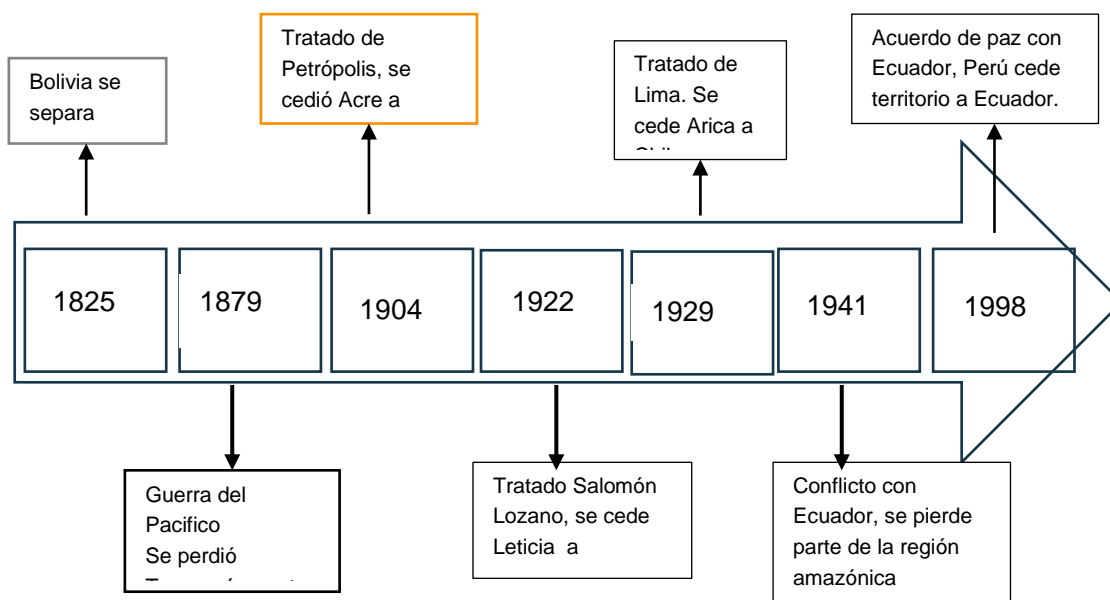 Bolivia se
separa
Tratado de
Petrópolis, se
cedió Acre a
Tratado de
Lima. Se
cede Arica a
Acuerdo de paz con
Ecuador, Perú cede
territorio a Ecuador.
1825
1879
1904
1922
1929
1941
1998
Guerra del
Pacifico
Se perdió
Tratado Salomón
Lozano, se cede
Leticia a
Conflicto con
Ecuador, se pierde
parte de la región
amazónica